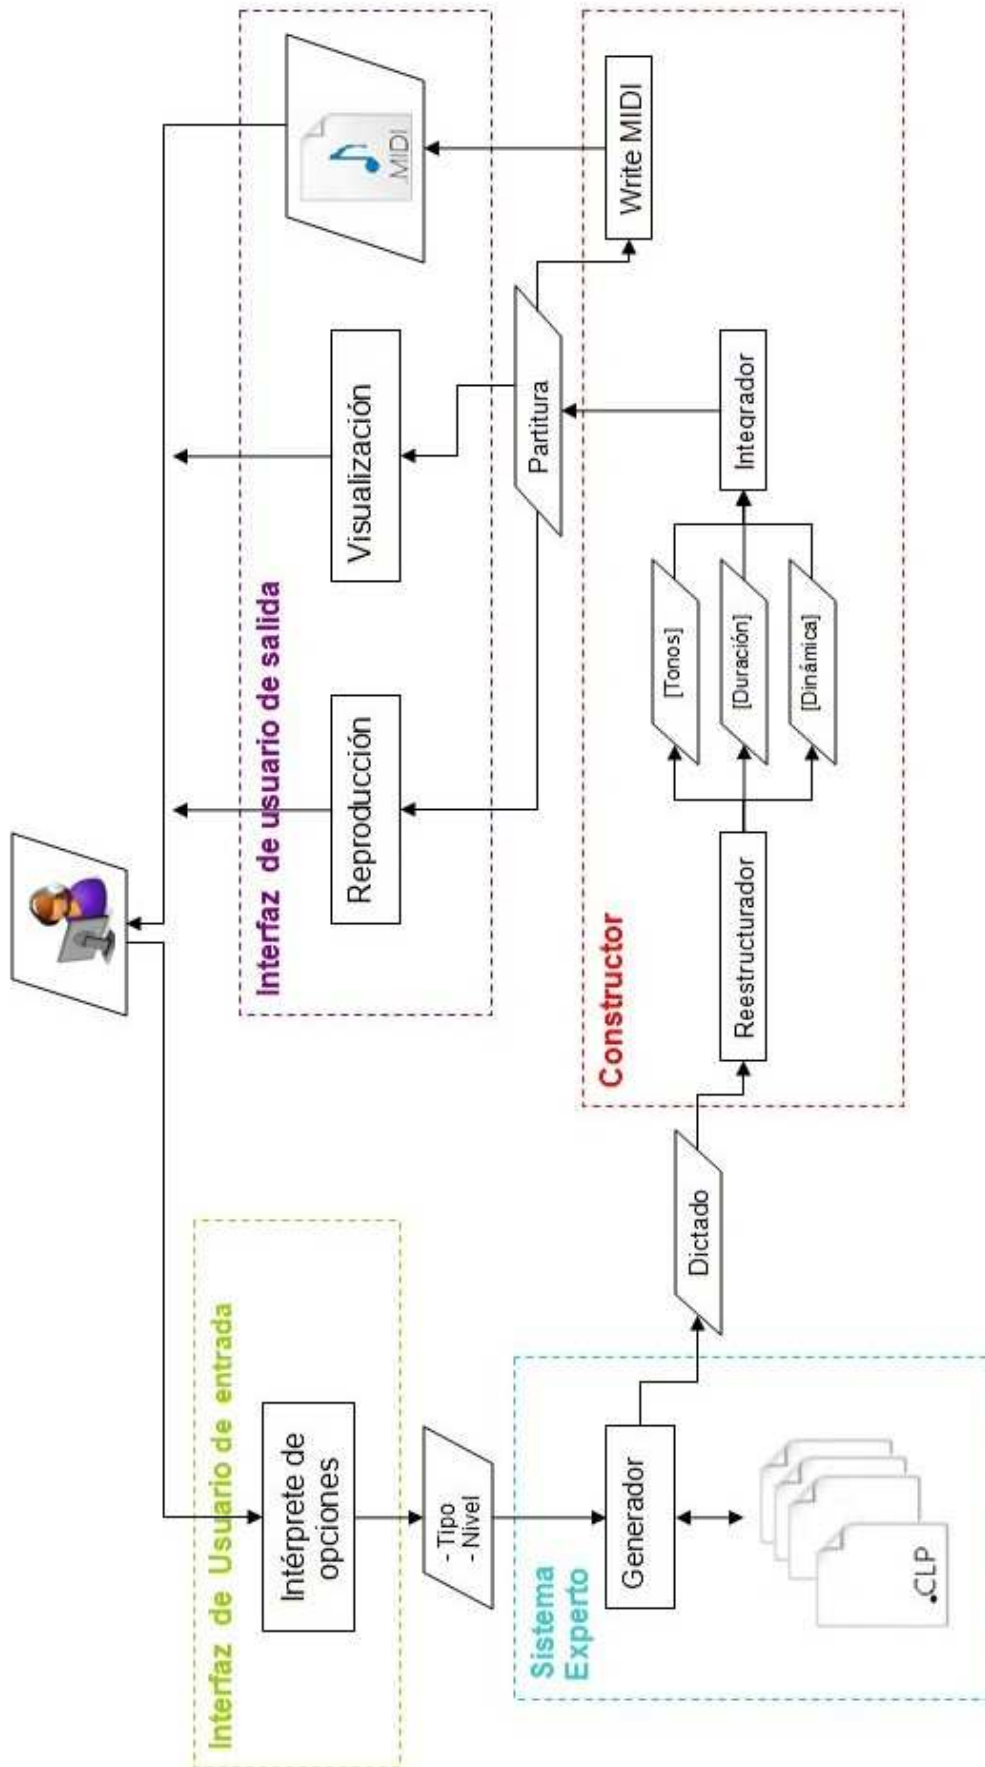 Interfaz de Usuario de entrada
Intérprete de
opciones
- Tipo
- Nivel
Sistema
Experto
Generador
.CLP
Dictado
Constructor
Reestructurador
[Tonos]
[Duración]
[Dinámica]
Integrador
Partitura
Write MIDI
Interfaz de usuario de salida
Reproducción
Visualización
.MIDI